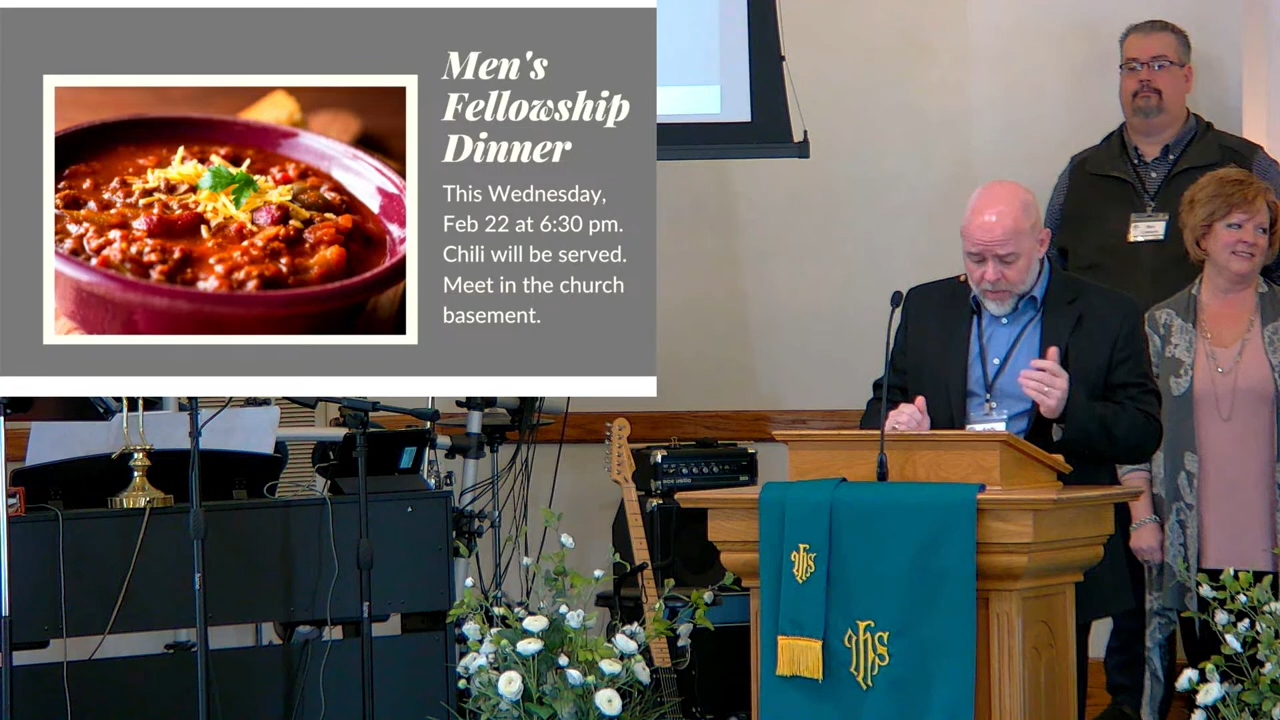 Men's
Fellowship
Dinner
This Wednesday,
Feb 22 at 6:30 pm.
Chili will be served.
Meet in the church
basement.
IHS
IHS